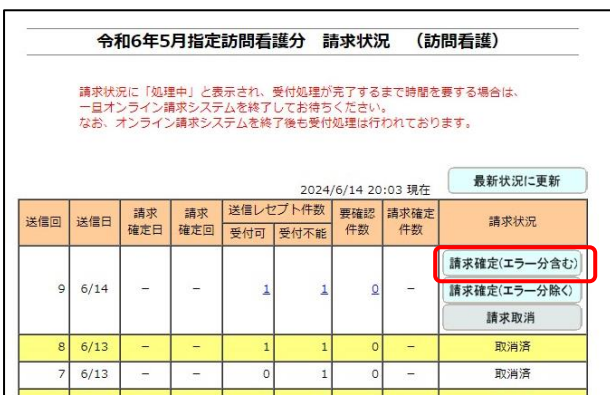 令和6年5月指定訪問看護分　請求状況　（訪問看護）
請求状況に「処理中」と表示され、受付処理が完了するまで時間を要する場合は、
一旦オンライン請求システムを終了してお待ちください。
なお、オンライン請求システムを終了後も受付処理は行われております。
2024/6/14 20:03 現在　最新状況に更新
送信回　送信日　請求確定日　請求確定回　送信レセプト件数　受付可　受付不能　要確認件数　請求確定件数　請求状況
請求確定(エラー分含む)
9　6/14　－　－　1　1　0　－　請求確定(エラー分除く)
請求取消
8　6/13　－　－　1　1　0　－　取消済
7　6/13　－　－　0　1　0　－　取消済